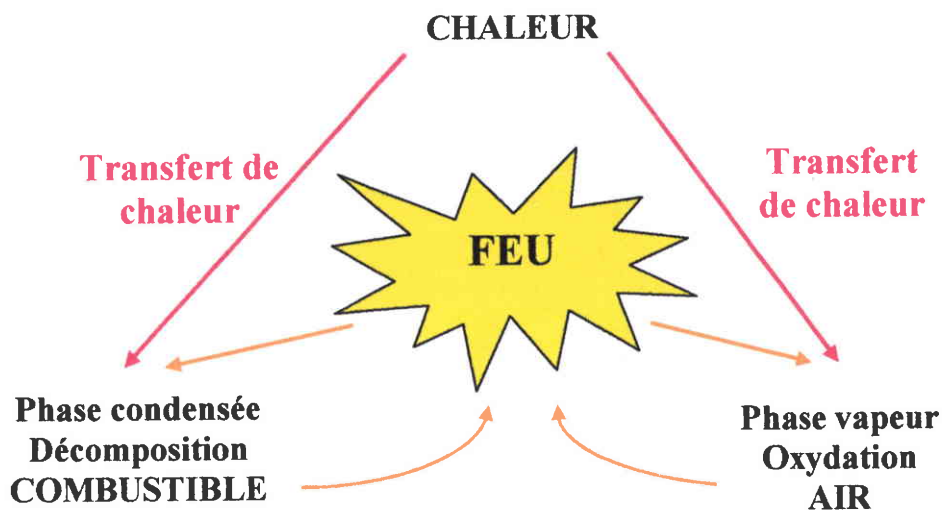 CHALEUR
Transfert de
chaleur
Transfert
de chaleur
FEU
Phase condensée
Décomposition
COMBUSTIBLE
Phase vapeur
Oxydation
AIR